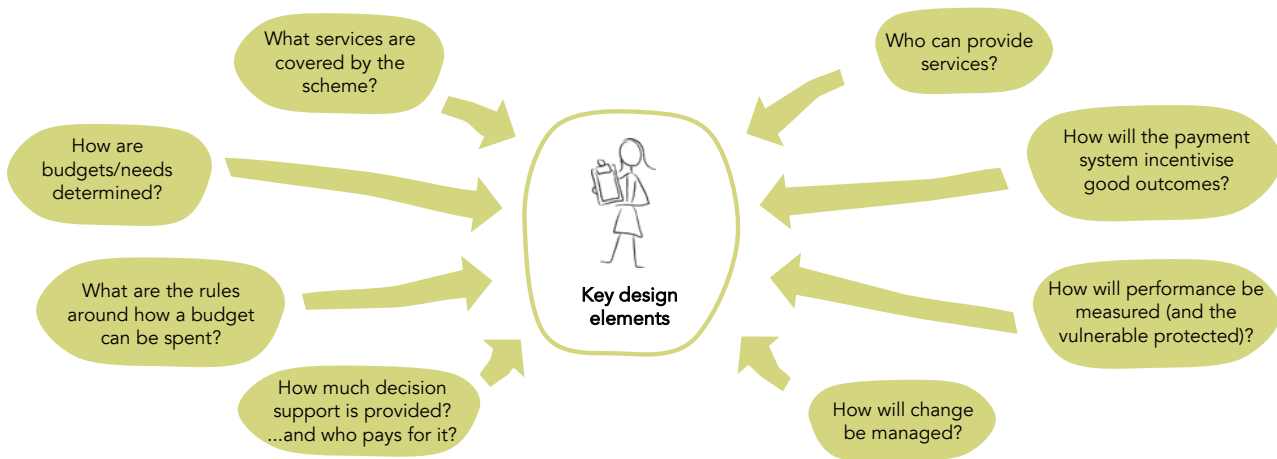 What services are
covered by the
scheme?
Who can provide
services?
How are
budgets/needs
determined?
How will the payment
system incentivise
good outcomes?
What are the rules
around how a budget
can be spent?
Key design
elements
How will performance be
measured (and the
vulnerable protected)?
How much decision
support is provided?
...and who pays for it?
How will change
be managed?